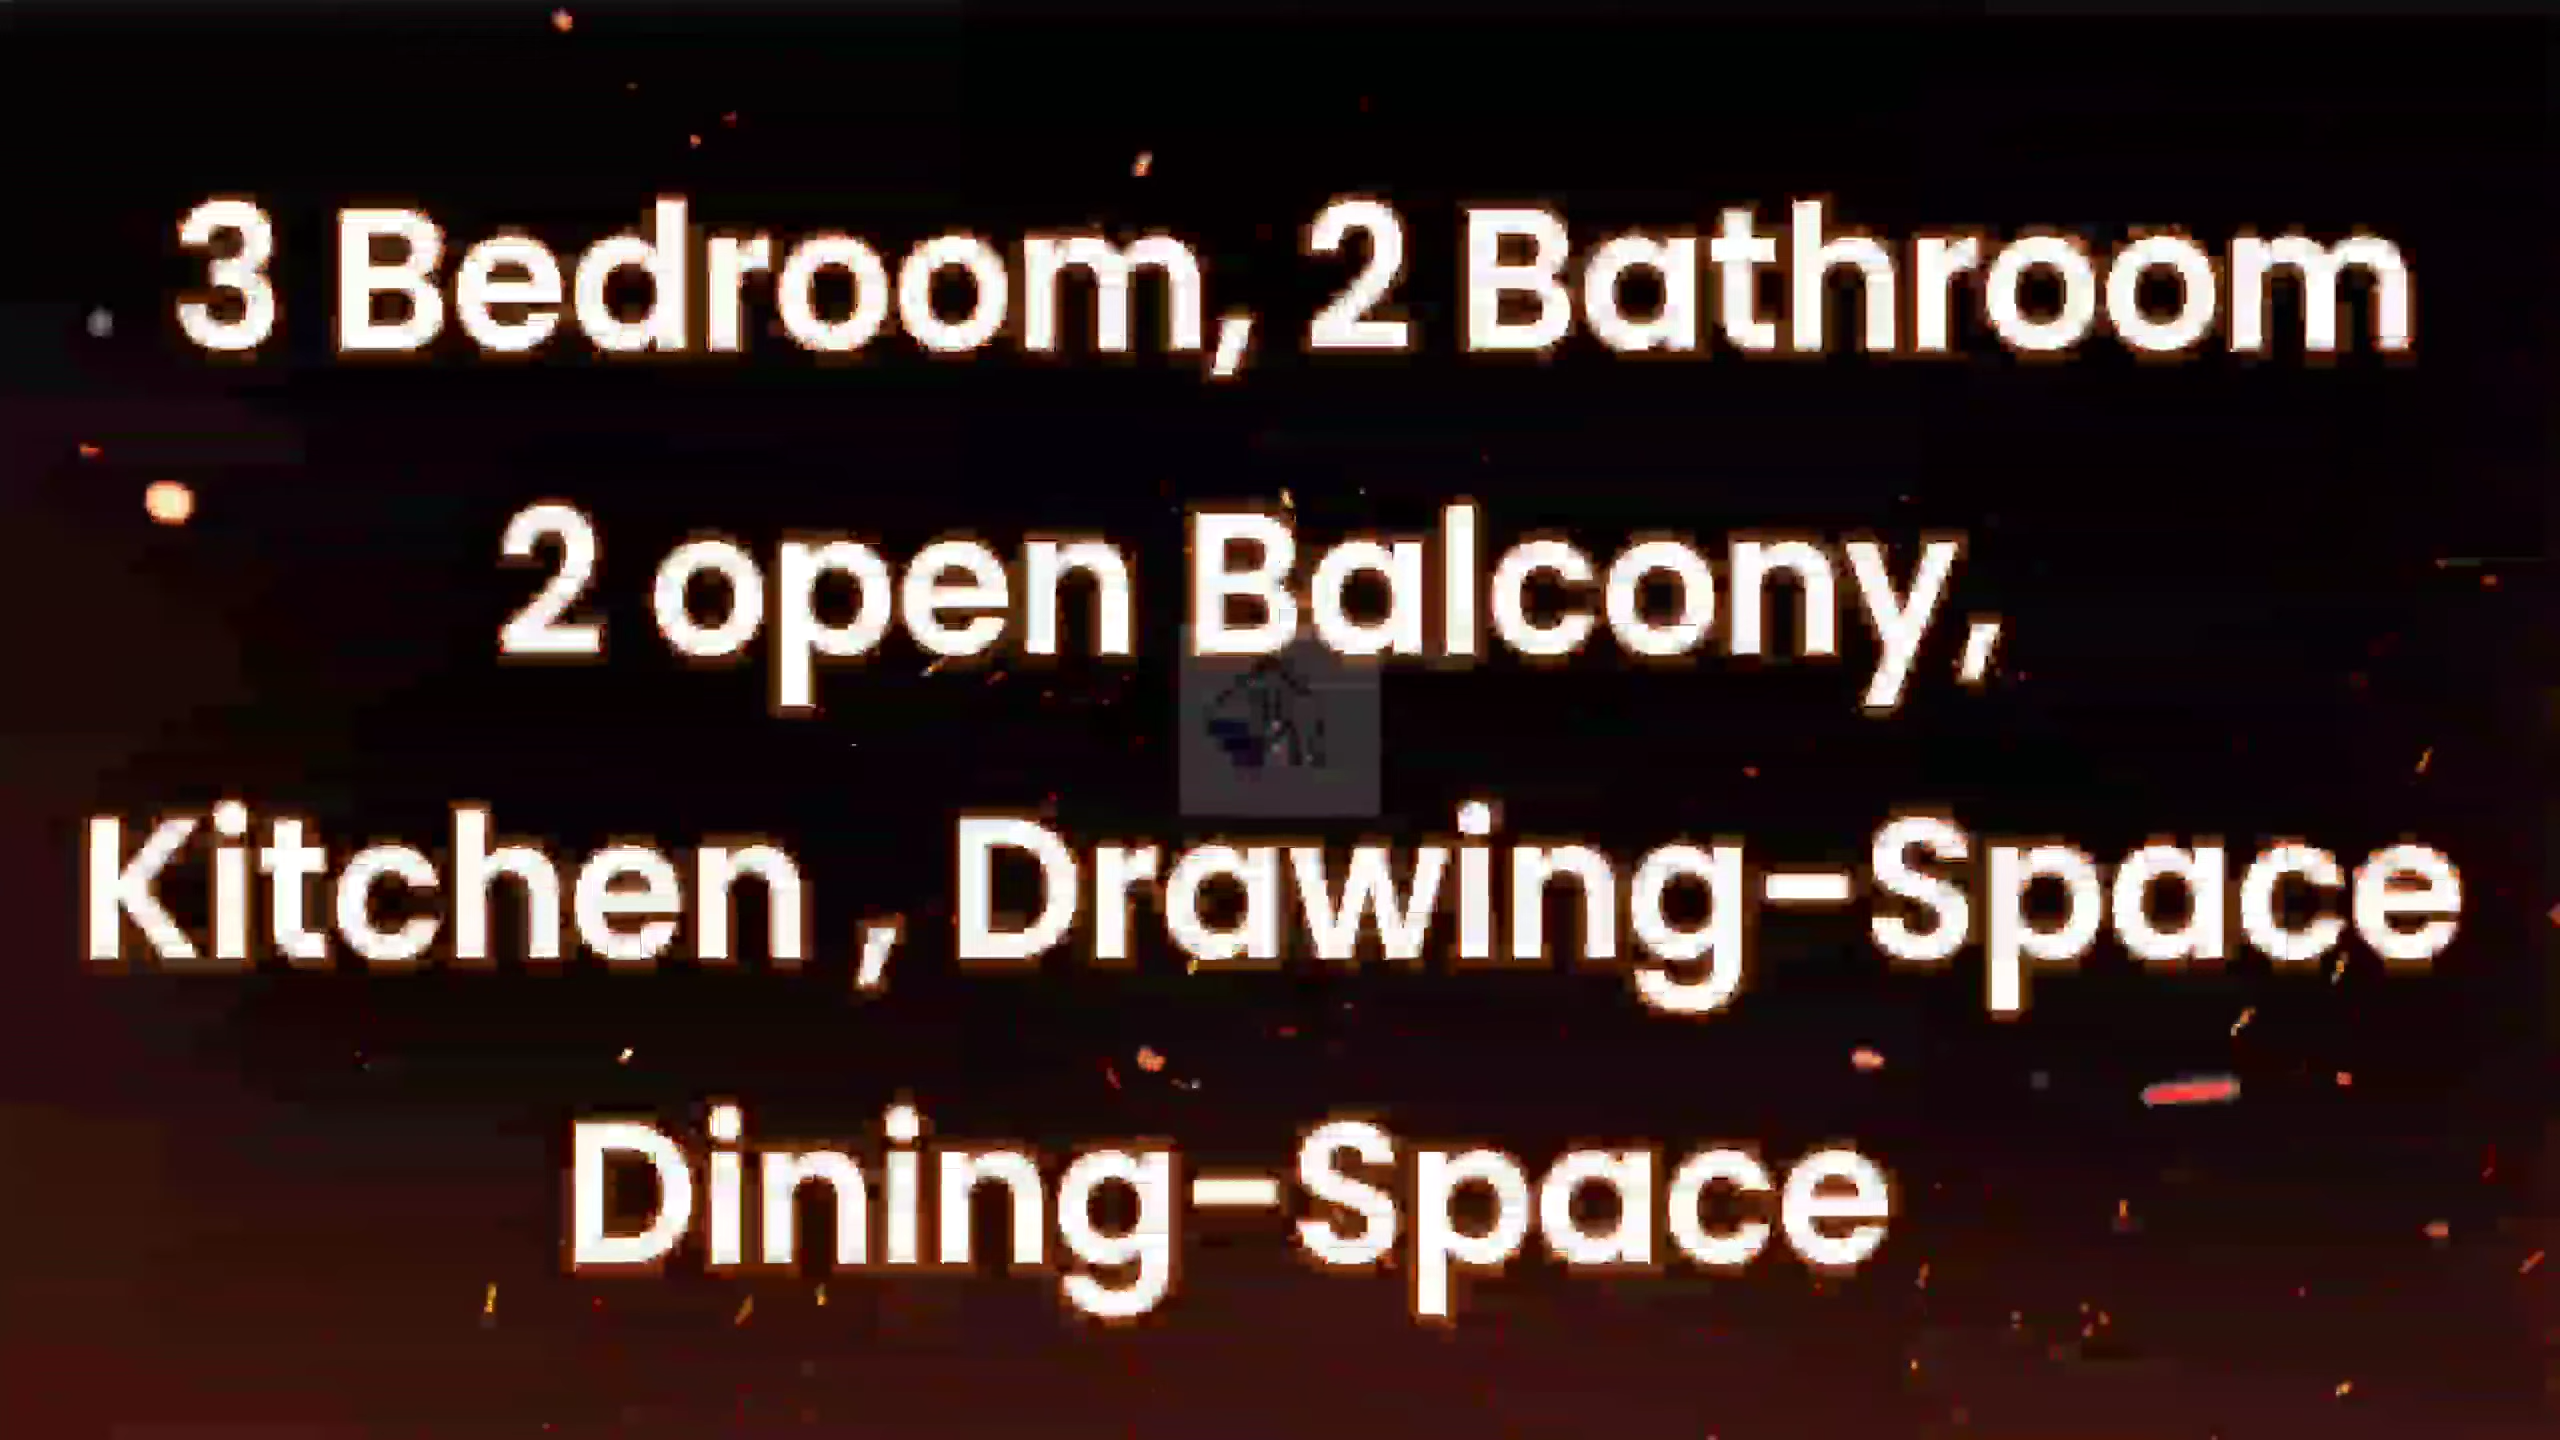 3 Bedroom, 2 Bathroom
2 open Balcony,
Kitchen , Drawing-Space
Dining-Space